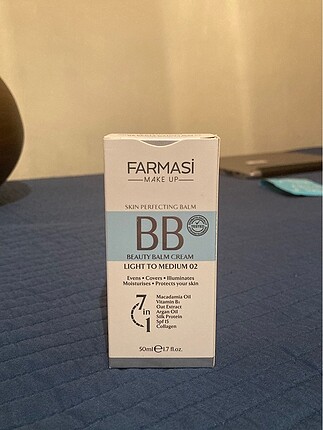 FARMASİ
MAKE UP
SKIN PERFECTING BALM
BB
BEAUTY BALM CREAM
LIGHT TO MEDIUM 02
Evens • Covers • Illuminates
Moisturises • Protects your skin
7 in 1
Macadamia Oil
Vitamin B5
Oat Extract
Argan Oil
Silk Protein
Spf 15
Collagen
50ml e 1.7 fl.oz.